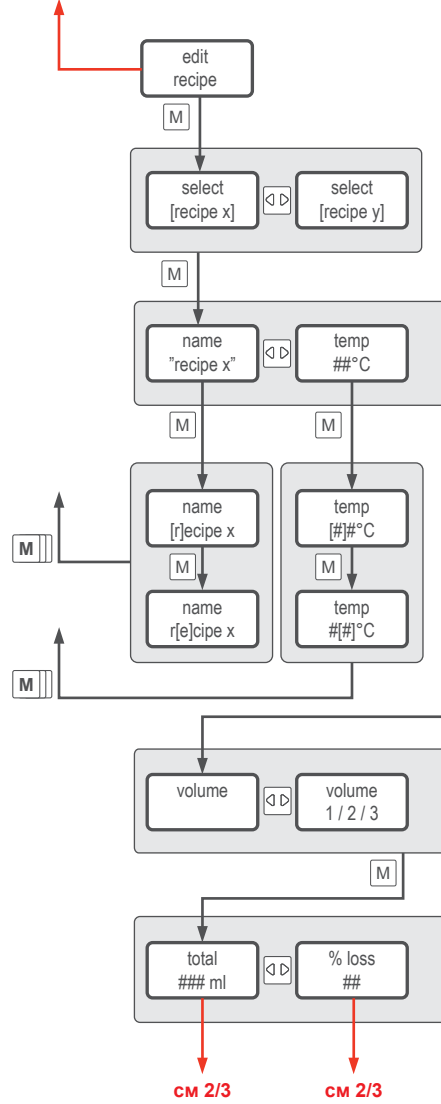 edit
recipe
M
select
[recipe x]
select
[recipe y]
M
name
”recipe x”
temp
##°C
M
M
name
[r]ecipe x
temp
[#]#°C
M
M
M
name
r[e]cipe x
temp
#[#]°C
M
volume
volume
1 / 2 / 3
M
total
### ml
% loss
##
см 2/3
см 2/3